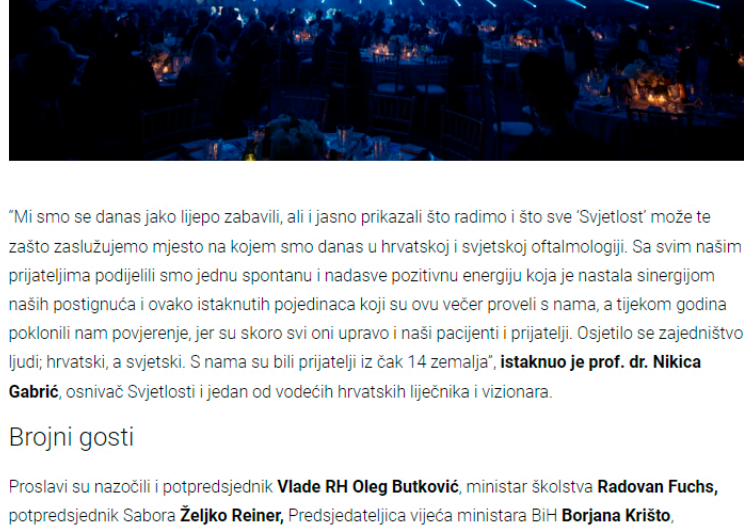 “Mi smo se danas jako lijepo zabavili, ali i jasno prikazali što radimo i što sve ‘Svjetlost’ može te
zašto zaslužujemo mjesto na kojem smo danas u hrvatskoj i svjetskoj oftalmologiji. Sa svim našim
prijateljima podijelili smo jednu spontanu i nadasve pozitivnu energiju koja je nastala sinergijom
naših postignuća i ovako istaknutih pojedinaca koji su ovu večer proveli s nama, a tijekom godina
poklonili nam povjerenje, jer su skoro svi oni upravo i naši pacijenti i prijatelji. Osjetilo se zajedništvo
ljudi; hrvatski, a svjetski. S nama su bili prijatelji iz čak 14 zemalja”, istaknuo je prof. dr. Nikica
Gabrić, osnivač Svjetlosti i jedan od vodećih hrvatskih liječnika i vizionara.
Brojni gosti
Proslavi su nazočili i potpredsjednik Vlade RH Oleg Butković, ministar školstva Radovan Fuchs,
potpredsjednik Sabora Željko Reiner, Predsjedateljica vijeća ministara BiH Borjana Krišto,